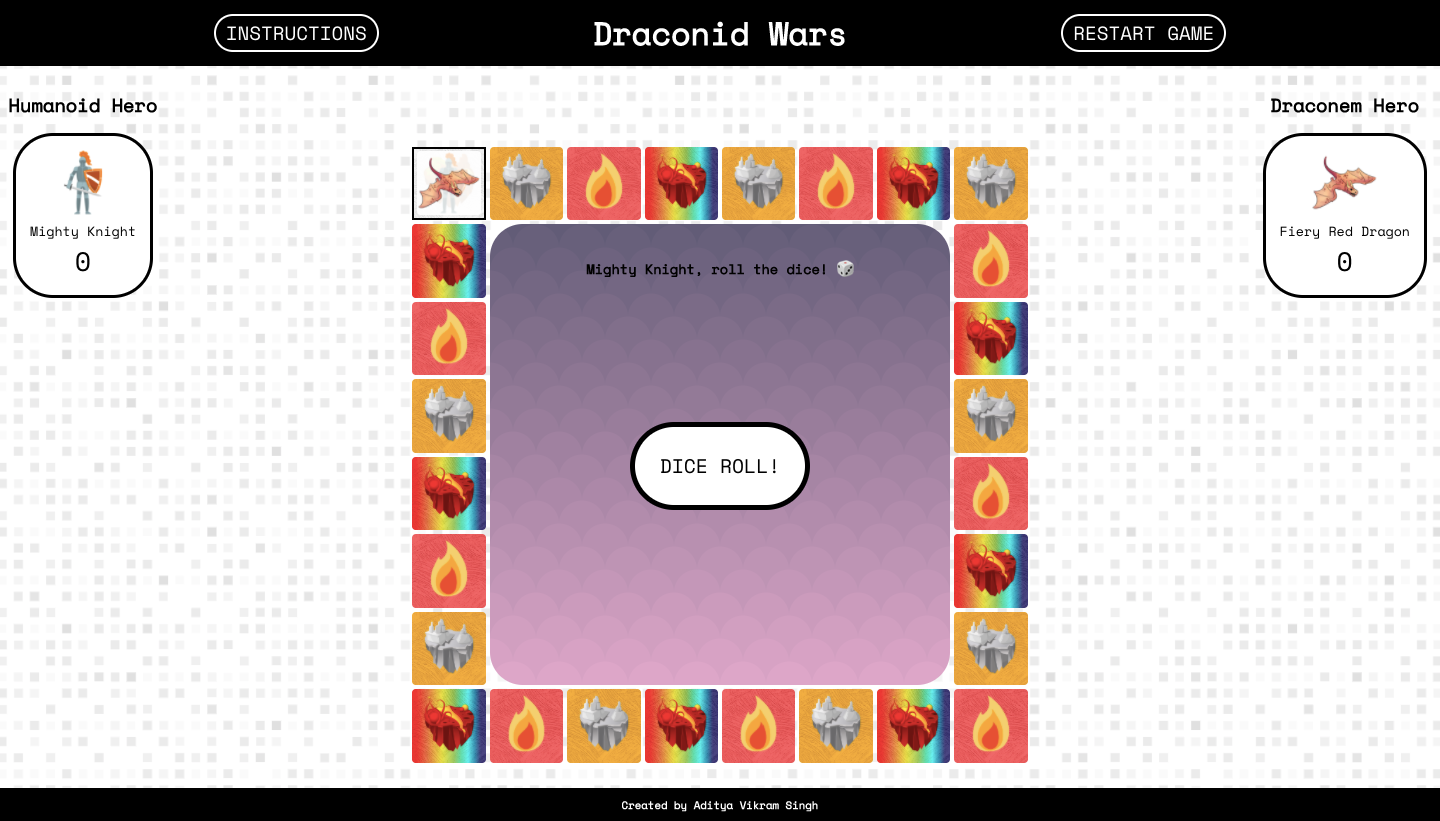 INSTRUCTIONS
Draconid Wars
RESTART GAME
Humanoid Hero
Mighty Knight
0
Draconem Hero
Fiery Red Dragon
0
Mighty Knight, roll the dice! 🎲
DICE ROLL!
Created by Aditya Vikram Singh